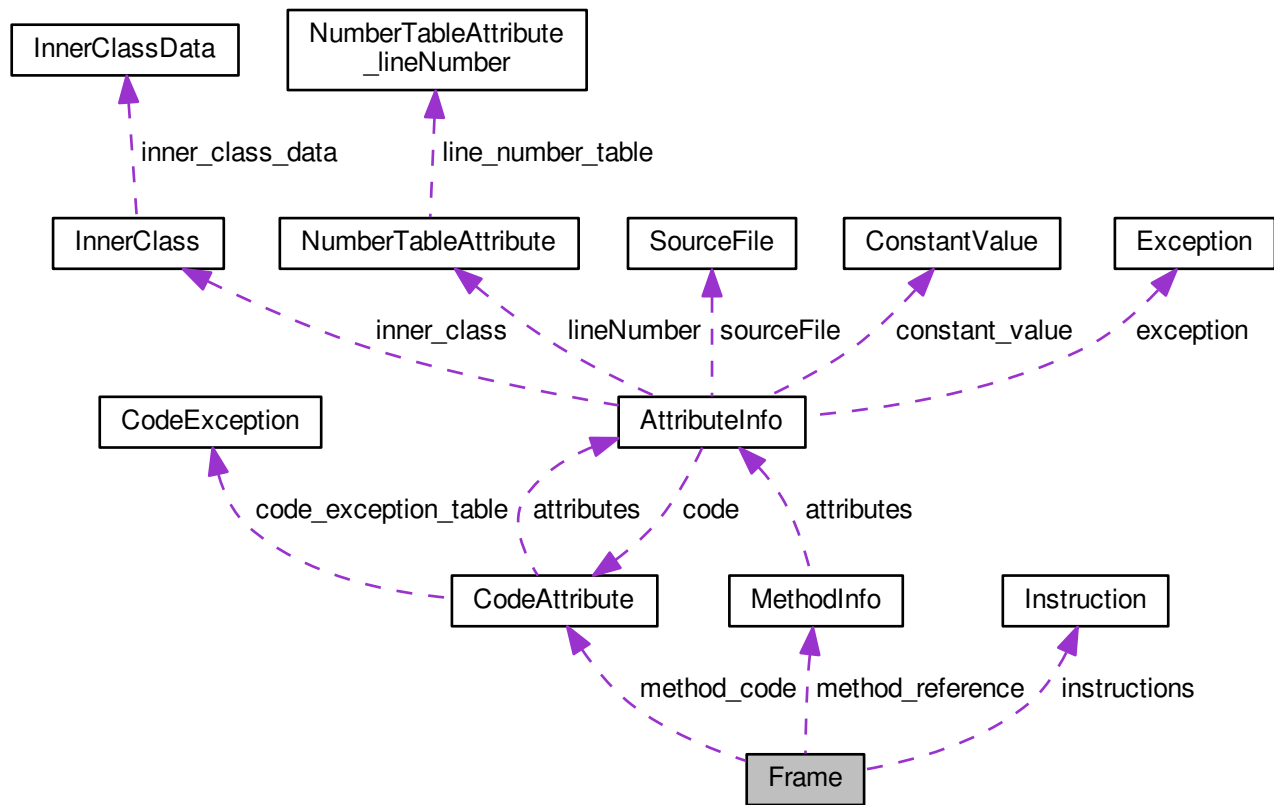 InnerClassData
NumberTableAttribute
_lineNumber
inner_class_data
line_number_table
InnerClass
NumberTableAttribute
SourceFile
ConstantValue
Exception
inner_class
lineNumber
sourceFile
constant_value
exception
CodeException
AttributeInfo
code_exception_table
attributes
code
attributes
CodeAttribute
MethodInfo
Instruction
method_code
method_reference
instructions
Frame